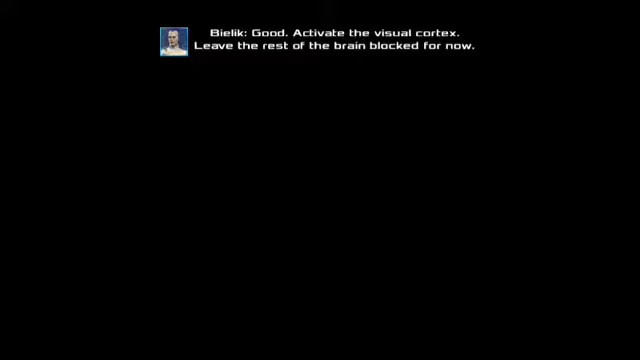 Bielik: Good. Activate the visual cortex.
Leave the rest of the brain blocked for now.